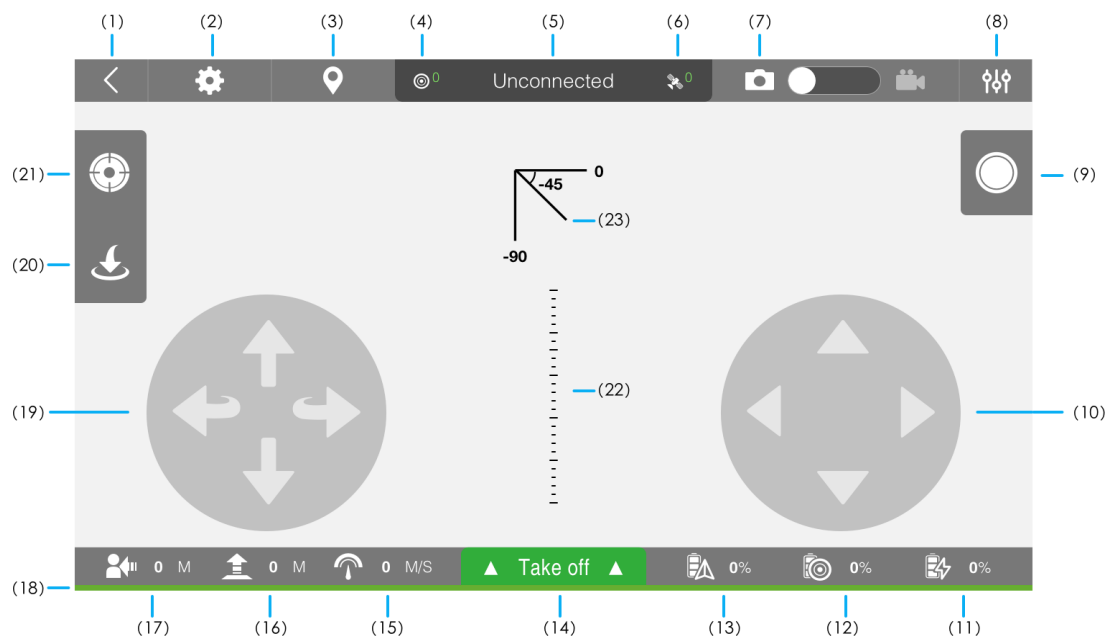 (1) (2) (3) (4) (5) (6) (7) (8)
0 Unconnected 0
(21) (9)
0
-45
(23)
-90
(20)
(22)
(19) (10)
0 M 0 M 0 M/S ▲ Take off ▲ 0% 0% 0%
(18)
(17) (16) (15) (14) (13) (12) (11)